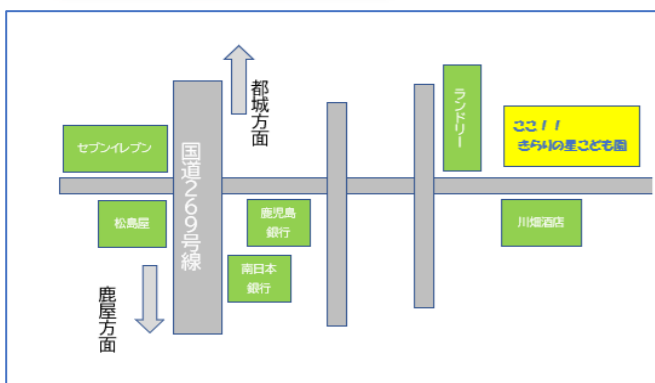 都城方面
ランドリー
ここ！！
きらりの星こども園
セブンイレブン
国道269号線
松島屋
鹿児島
銀行
川畑酒店
南日本
銀行
鹿屋方面